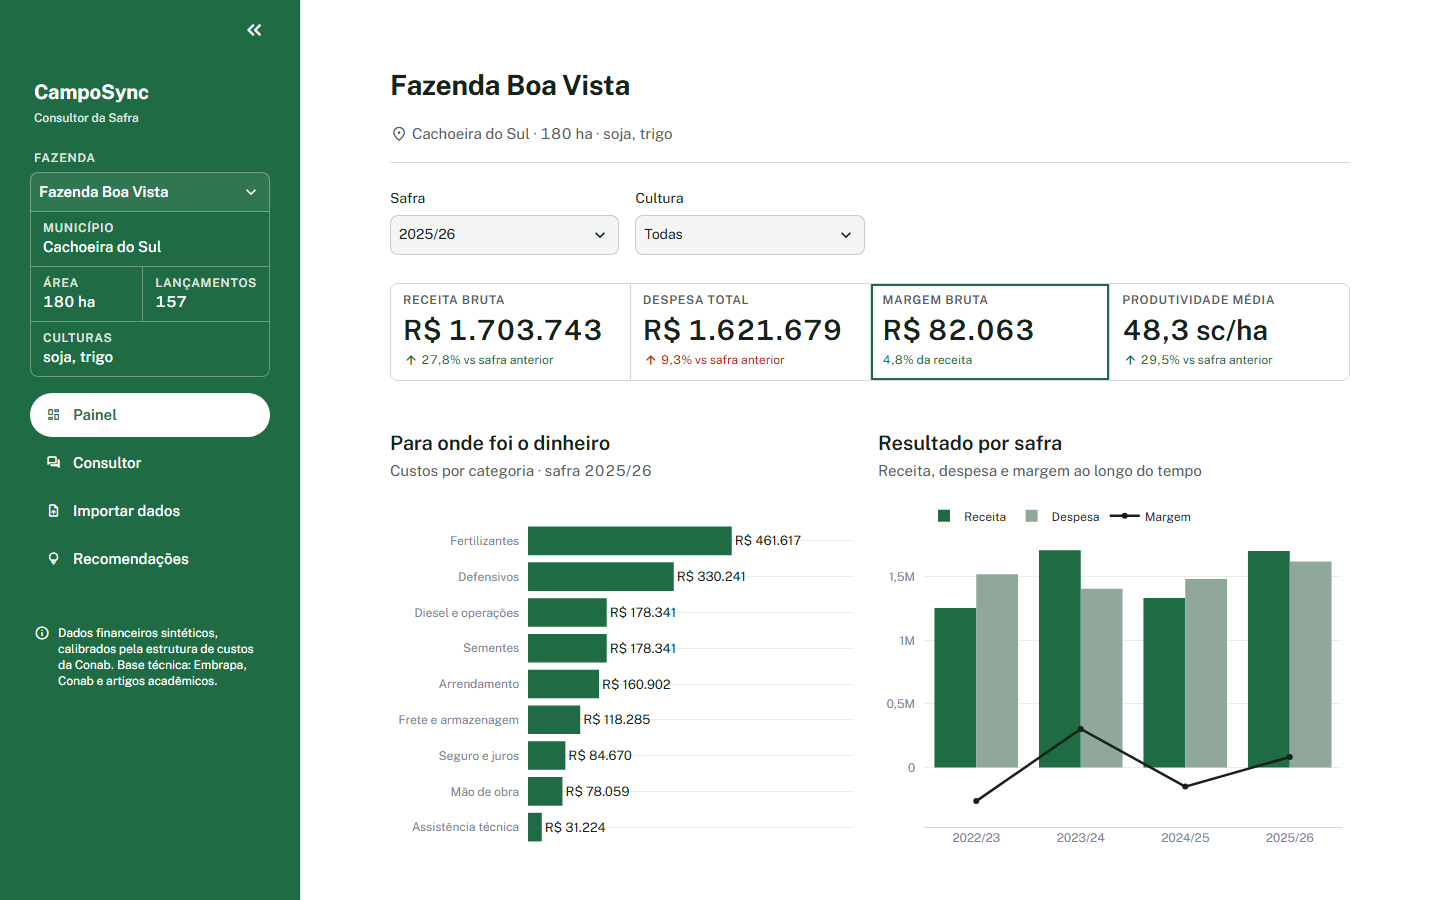 CampoSync
Consultor da Safra
FAZENDA
Fazenda Boa Vista
MUNICÍPIO
Cachoeira do Sul
ÁREA
180 ha
LANÇAMENTOS
157
CULTURAS
soja, trigo
Painel
Consultor
Importar dados
Recomendações
Dados financeiros sintéticos,
calibrados pela estrutura de custos
da Conab. Base técnica: Embrapa,
Conab e artigos acadêmicos.
Fazenda Boa Vista
Cachoeira do Sul · 180 ha · soja, trigo
Safra
2025/26
Cultura
Todas
RECEITA BRUTA
R$ 1.703.743
↑ 27,8% vs safra anterior
DESPESA TOTAL
R$ 1.621.679
↑ 9,3% vs safra anterior
MARGEM BRUTA
R$ 82.063
4,8% da receita
PRODUTIVIDADE MÉDIA
48,3 sc/ha
↑ 29,5% vs safra anterior
Para onde foi o dinheiro
Custos por categoria · safra 2025/26
Fertilizantes R$ 461.617
Defensivos R$ 330.241
Diesel e operações R$ 178.341
Sementes R$ 178.341
Arrendamento R$ 160.902
Frete e armazenagem R$ 118.285
Seguro e juros R$ 84.670
Mão de obra R$ 78.059
Assistência técnica R$ 31.224
Resultado por safra
Receita, despesa e margem ao longo do tempo
Receita Despesa Margem
1,5M
1M
0,5M
0
2022/23 2023/24 2024/25 2025/26